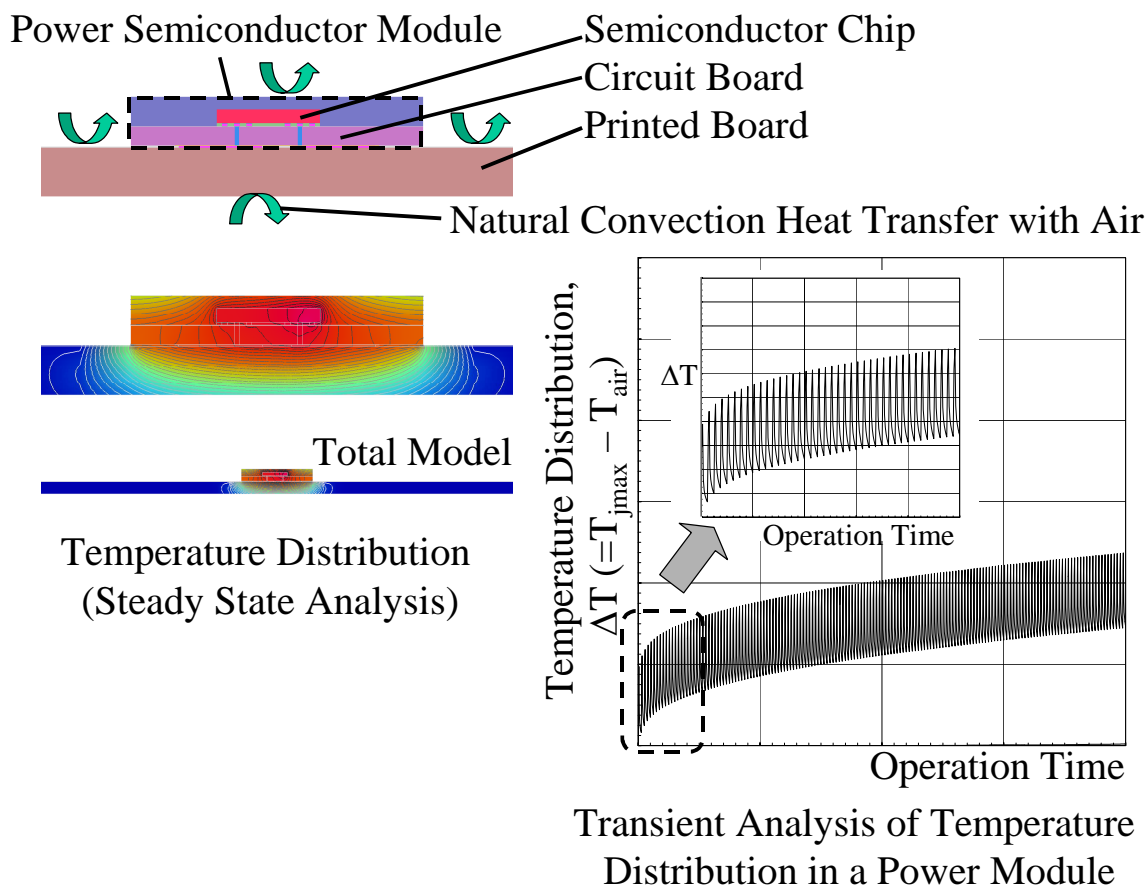 Power Semiconductor Module
Semiconductor Chip
Circuit Board
Printed Board
Natural Convection Heat Transfer with Air
Total Model
Temperature Distribution
(Steady State Analysis)
Temperature Distribution,
ΔT (=Tjmax − Tair)
ΔT
Operation Time
Operation Time
Transient Analysis of Temperature
Distribution in a Power Module